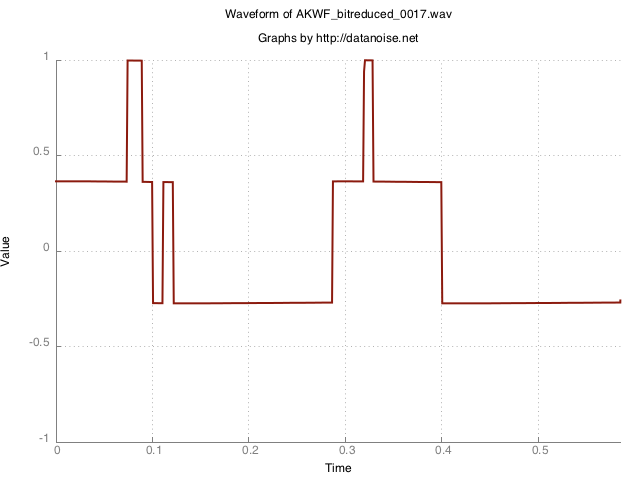 Waveform of AKWF_bitreduced_0017.wav
Graphs by http://datanoise.net
1
0.5
0
-0.5
-1
Value
0 0.1 0.2 0.3 0.4 0.5
Time